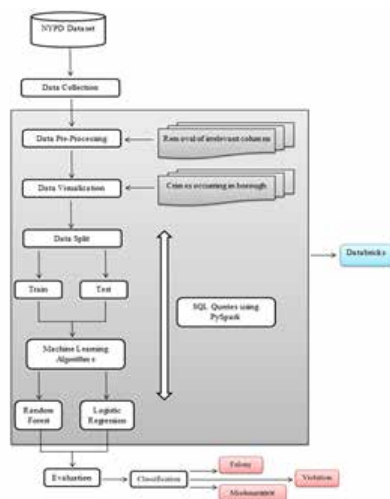 NYPD Dataset
Data Collection
Data Pre-Processing
Removal of irrelevant columns
Data Visualization
Crimes occurring in borough
Data Split
Databricks
Train
Test
SQL Queries using
PySpark
Machine Learning
Algorithms
Random
Forest
Logistic
Regression
Evaluation
Classification
Felony
Violation
Misdemeanor